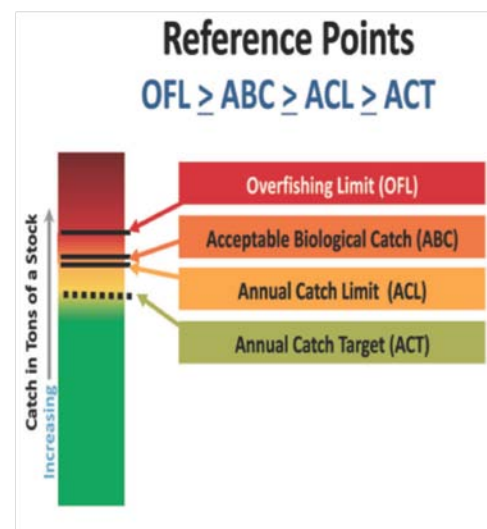 Reference Points
OFL ≥ ABC ≥ ACL ≥ ACT
Overfishing Limit (OFL)
Acceptable Biological Catch (ABC)
Annual Catch Limit (ACL)
Annual Catch Target (ACT)
Catch in Tons of a Stock
Increasing